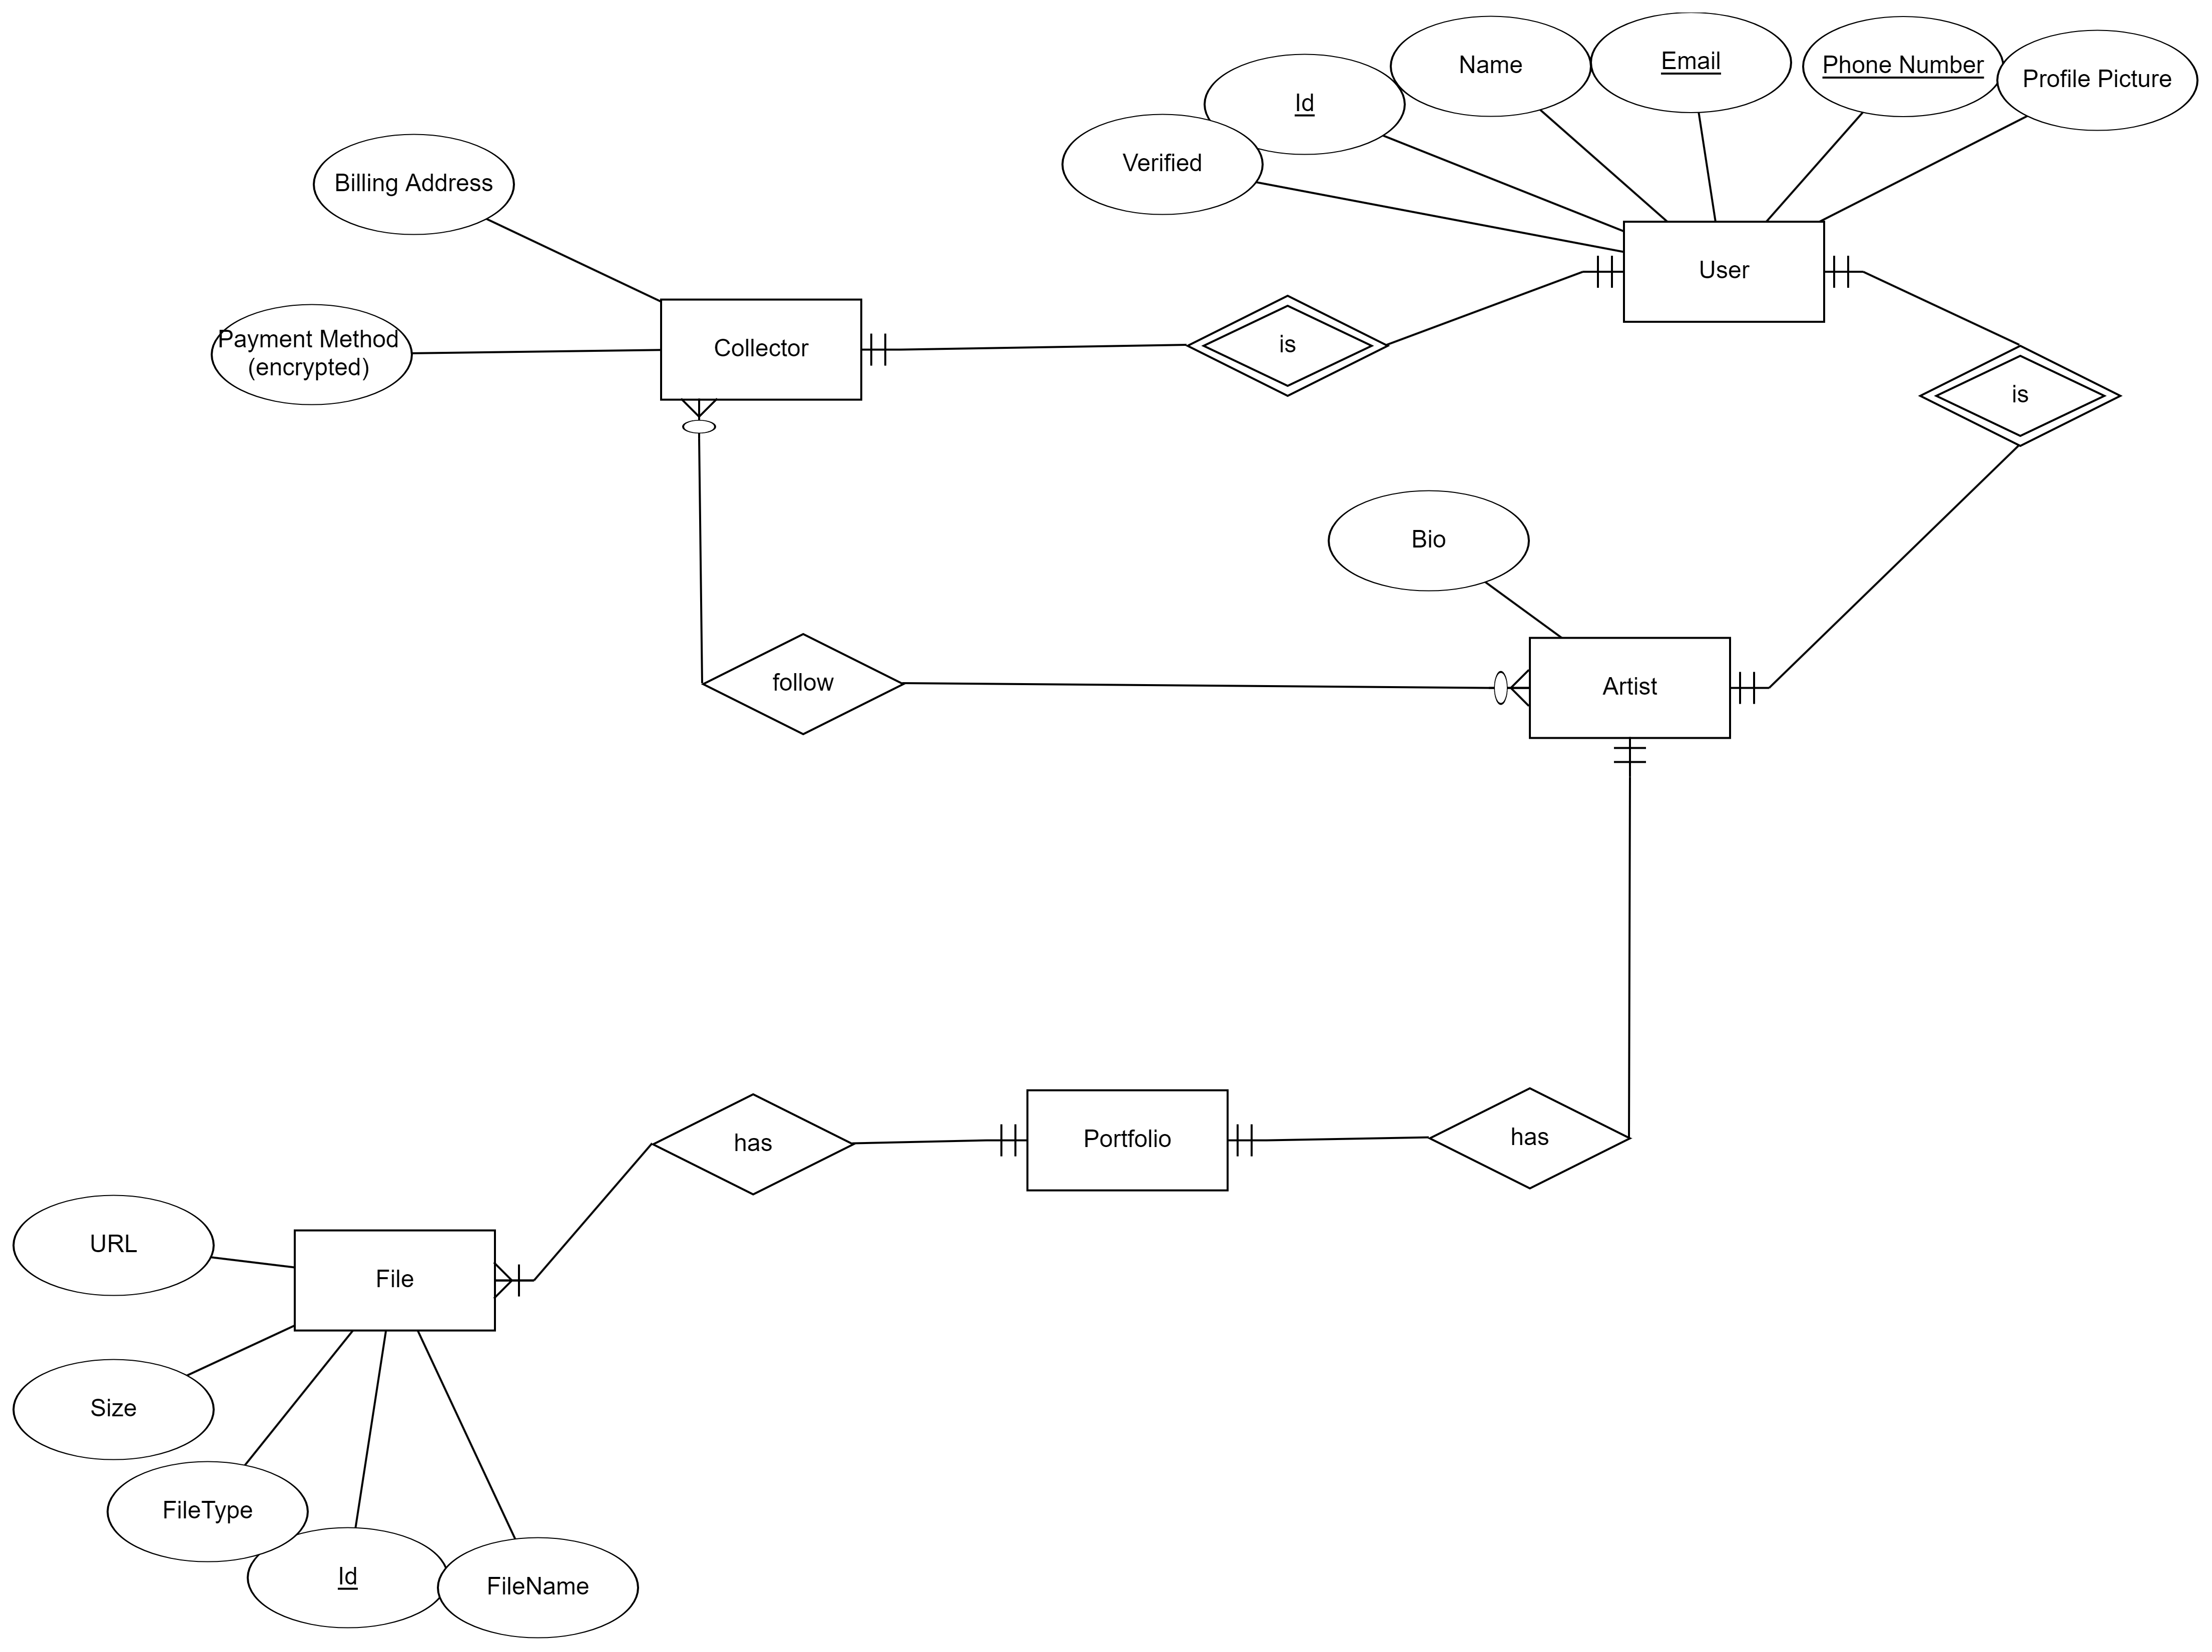 Name
Email
Phone Number
Profile Picture
Id
Verified
Billing Address
User
Payment Method
(encrypted)
Collector
is
is
Bio
follow
Artist
has
Portfolio
has
URL
File
Size
FileType
Id
FileName